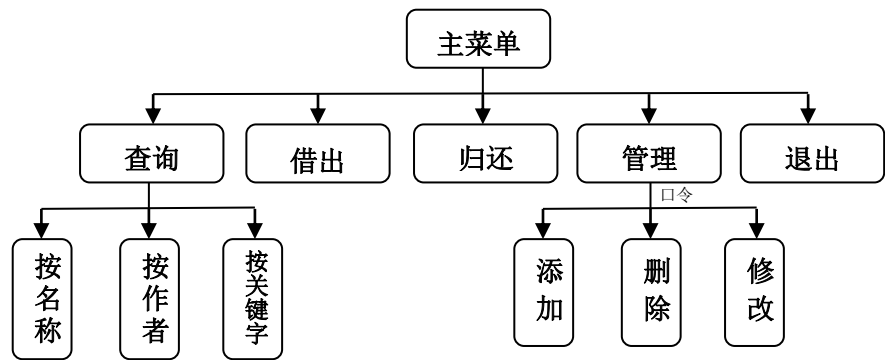 主菜单
查询
借出
归还
管理
退出
口令
按名称
按作者
按关键字
添加
删除
修改